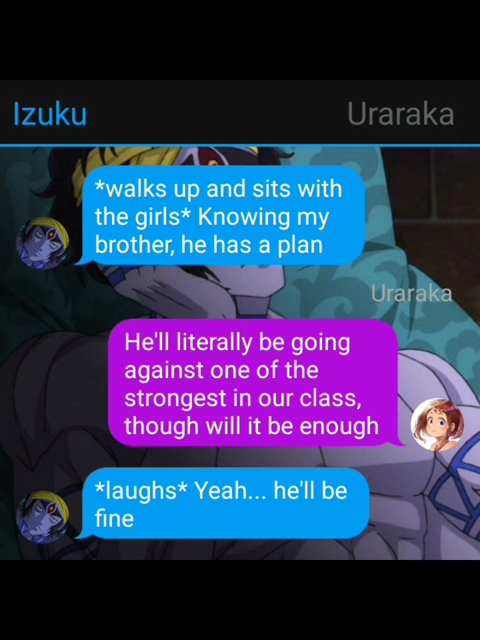 Izuku
Uraraka
*walks up and sits with
the girls* Knowing my
brother, he has a plan
Uraraka
He'll literally be going
against one of the
strongest in our class,
though will it be enough
*laughs* Yeah... he'll be
fine